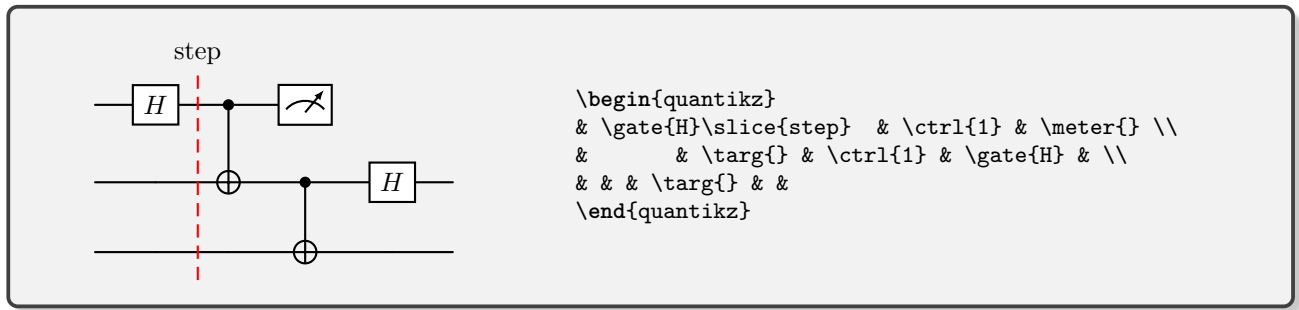 step
H
H
\begin{quantikz}
& \gate{H}\slice{step}  & \ctrl{1} & \meter{} \\
&       & \targ{} & \ctrl{1} & \gate{H} & \\
& & & \targ{} & &
\end{quantikz}